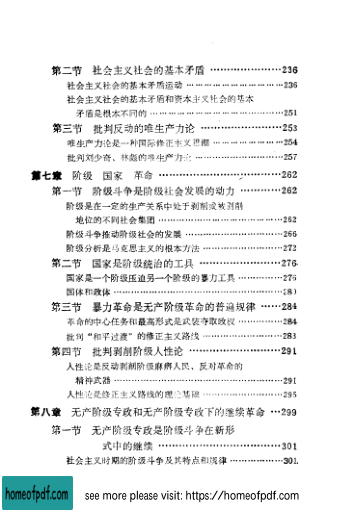 第二节 社会主义社会的基本矛盾 ……………………236
社会主义社会的基本矛盾运动 ……………………………236
社会主义社会的基本矛盾和资本主义社会的基本
矛盾是根本不同的 ……………………………………251
第三节 批判反动的唯生产力论 ……………………253
唯生产力论是一种国际修正主义思潮 ……………………254
批判刘少奇、林彪的唯生产力论 …………………………257
第七章 阶级 国家 革命 ……………………………262
第一节 阶级斗争是阶级社会发展的动力 …………262
阶级是在一定的生产关系中处于剥削或被剥削
地位的不同社会集团 …………………………………262
阶级斗争推动阶级社会的发展 ……………………………266
阶级分析是马克思主义的根本方法 ………………………272
第二节 国家是阶级统治的工具 ……………………276
国家是一个阶级压迫另一个阶级的暴力工具 ……………276
国体和政体 …………………………………………………281
第三节 暴力革命是无产阶级革命的普遍规律 ……284
革命的中心任务和最高形式是武装夺取政权 ……………284
批判“和平过渡”的修正主义路线 ………………………283
第四节 批判剥削阶级人性论 ………………………291
人性论是反动剥削阶级麻痹人民、反对革命的
精神武器 ………………………………………………291
人性论是修正主义路线的理论基础 ………………………295
第八章 无产阶级专政和无产阶级专政下的继续革命 …299
第一节 无产阶级专政是阶级斗争在新形
式中的继续 ……………………………………301
社会主义时期的阶级斗争及其特点和规律 ………………301
homeofpdf.com
see more please visit: https://homeofpdf.com